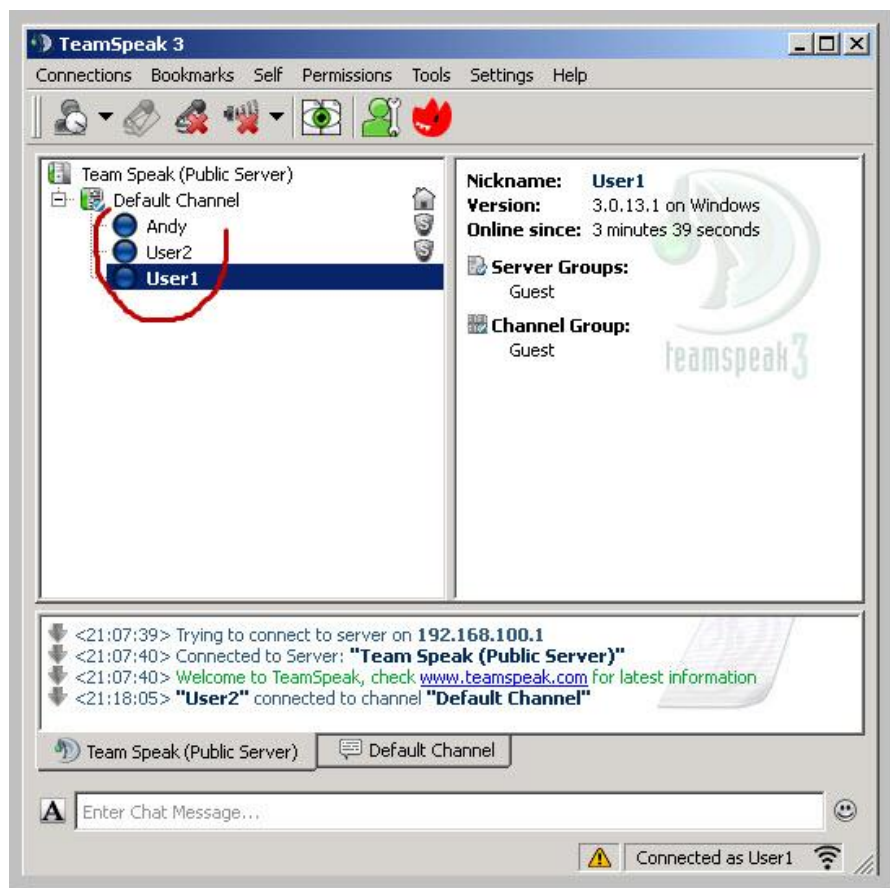 TeamSpeak 3
Connections Bookmarks Self Permissions Tools Settings Help
Team Speak (Public Server)
Default Channel
Andy
User2
User1
Nickname: User1
Version: 3.0.13.1 on Windows
Online since: 3 minutes 39 seconds
Server Groups:
Guest
Channel Group:
Guest
teamspeak3
<21:07:39> Trying to connect to server on 192.168.100.1
<21:07:40> Connected to Server: "Team Speak (Public Server)"
<21:07:40> Welcome to TeamSpeak, check www.teamspeak.com for latest information
<21:18:05> "User2" connected to channel "Default Channel"
Team Speak (Public Server) Default Channel
A Enter Chat Message...
Connected as User1